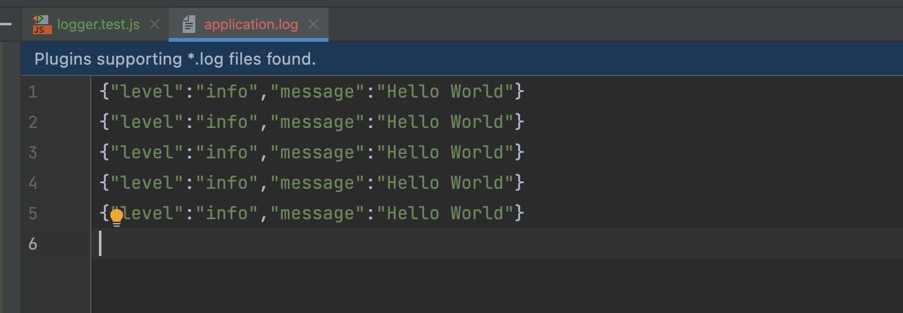 logger.test.js
application.log
Plugins supporting *.log files found.
1 {"level":"info","message":"Hello World"}
2 {"level":"info","message":"Hello World"}
3 {"level":"info","message":"Hello World"}
4 {"level":"info","message":"Hello World"}
5 {"level":"info","message":"Hello World"}
6